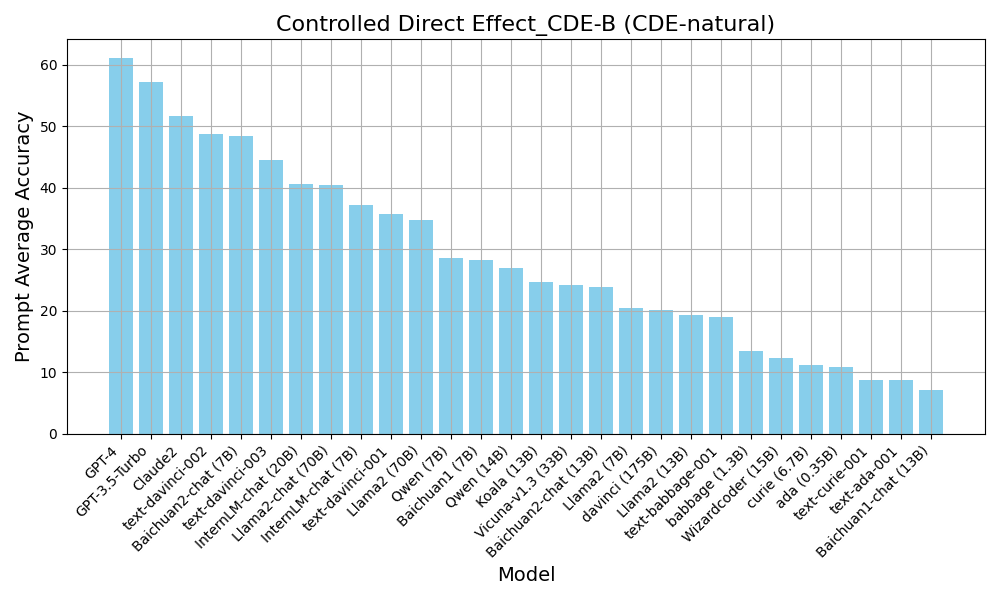 Controlled Direct Effect_CDE-B (CDE-natural)
Prompt Average Accuracy
60
50
40
30
20
10
0
GPT-4
GPT-3.5-Turbo
Claude2
text-davinci-002
Baichuan2-chat (7B)
text-davinci-003
InternLM-chat (20B)
Llama2-chat (70B)
InternLM-chat (7B)
text-davinci-001
Llama2 (70B)
Qwen (7B)
Baichuan1 (7B)
Qwen (14B)
Koala (13B)
Vicuna-v1.3 (33B)
Baichuan2-chat (13B)
Llama2 (7B)
davinci (175B)
Llama2 (13B)
text-babbage-001
babbage (1.3B)
Wizardcoder (15B)
curie (6.7B)
ada (0.35B)
text-curie-001
text-ada-001
Baichuan1-chat (13B)
Model